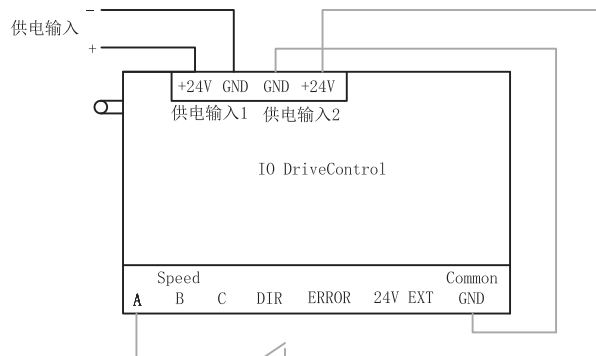 −
供电输入
+
+24V GND GND +24V
供电输入1 供电输入2
IO DriveControl
Speed Common
A B C DIR ERROR 24V EXT GND